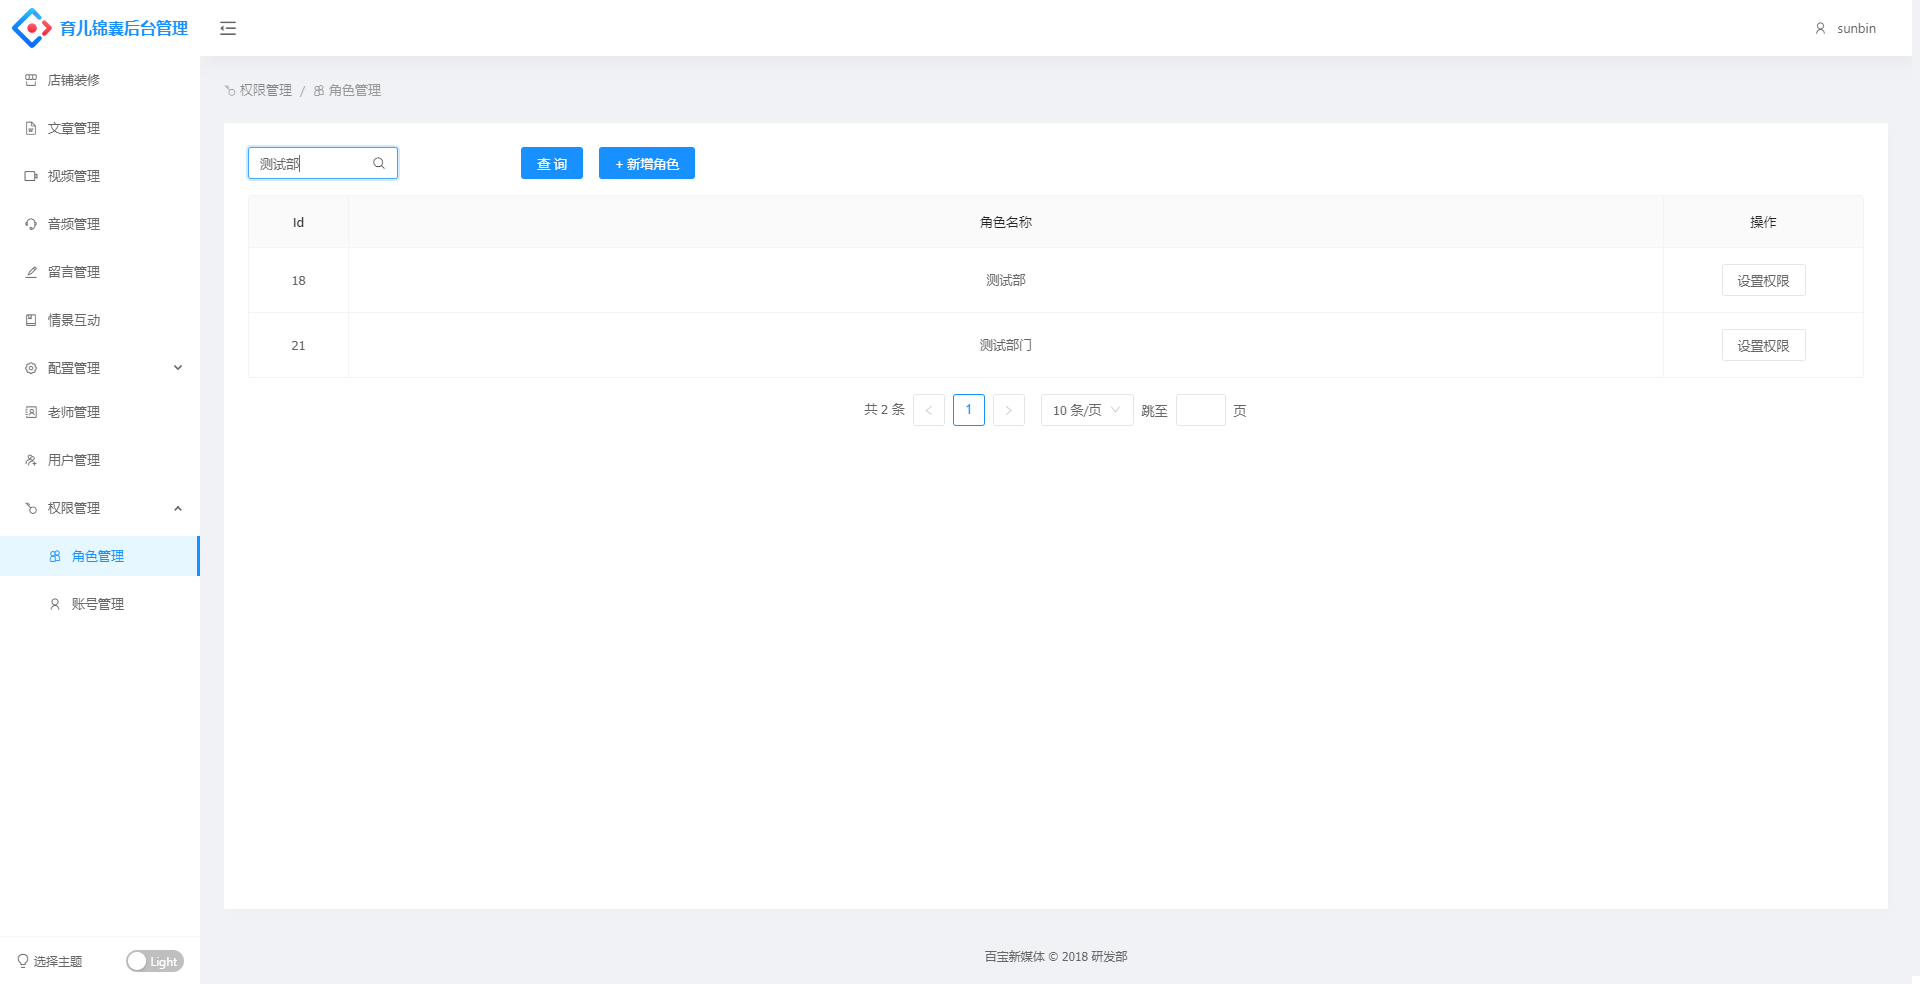 育儿锦囊后台管理
sunbin
店铺装修
文章管理
视频管理
音频管理
留言管理
情景互动
配置管理
老师管理
用户管理
权限管理
角色管理
账号管理
选择主题
Light
权限管理 / 角色管理
测试部
查 询
+ 新增角色
Id 角色名称 操作
18 测试部 设置权限
21 测试部门 设置权限
共 2 条 < 1 > 10 条/页 跳至 页
百宝新媒体 © 2018 研发部